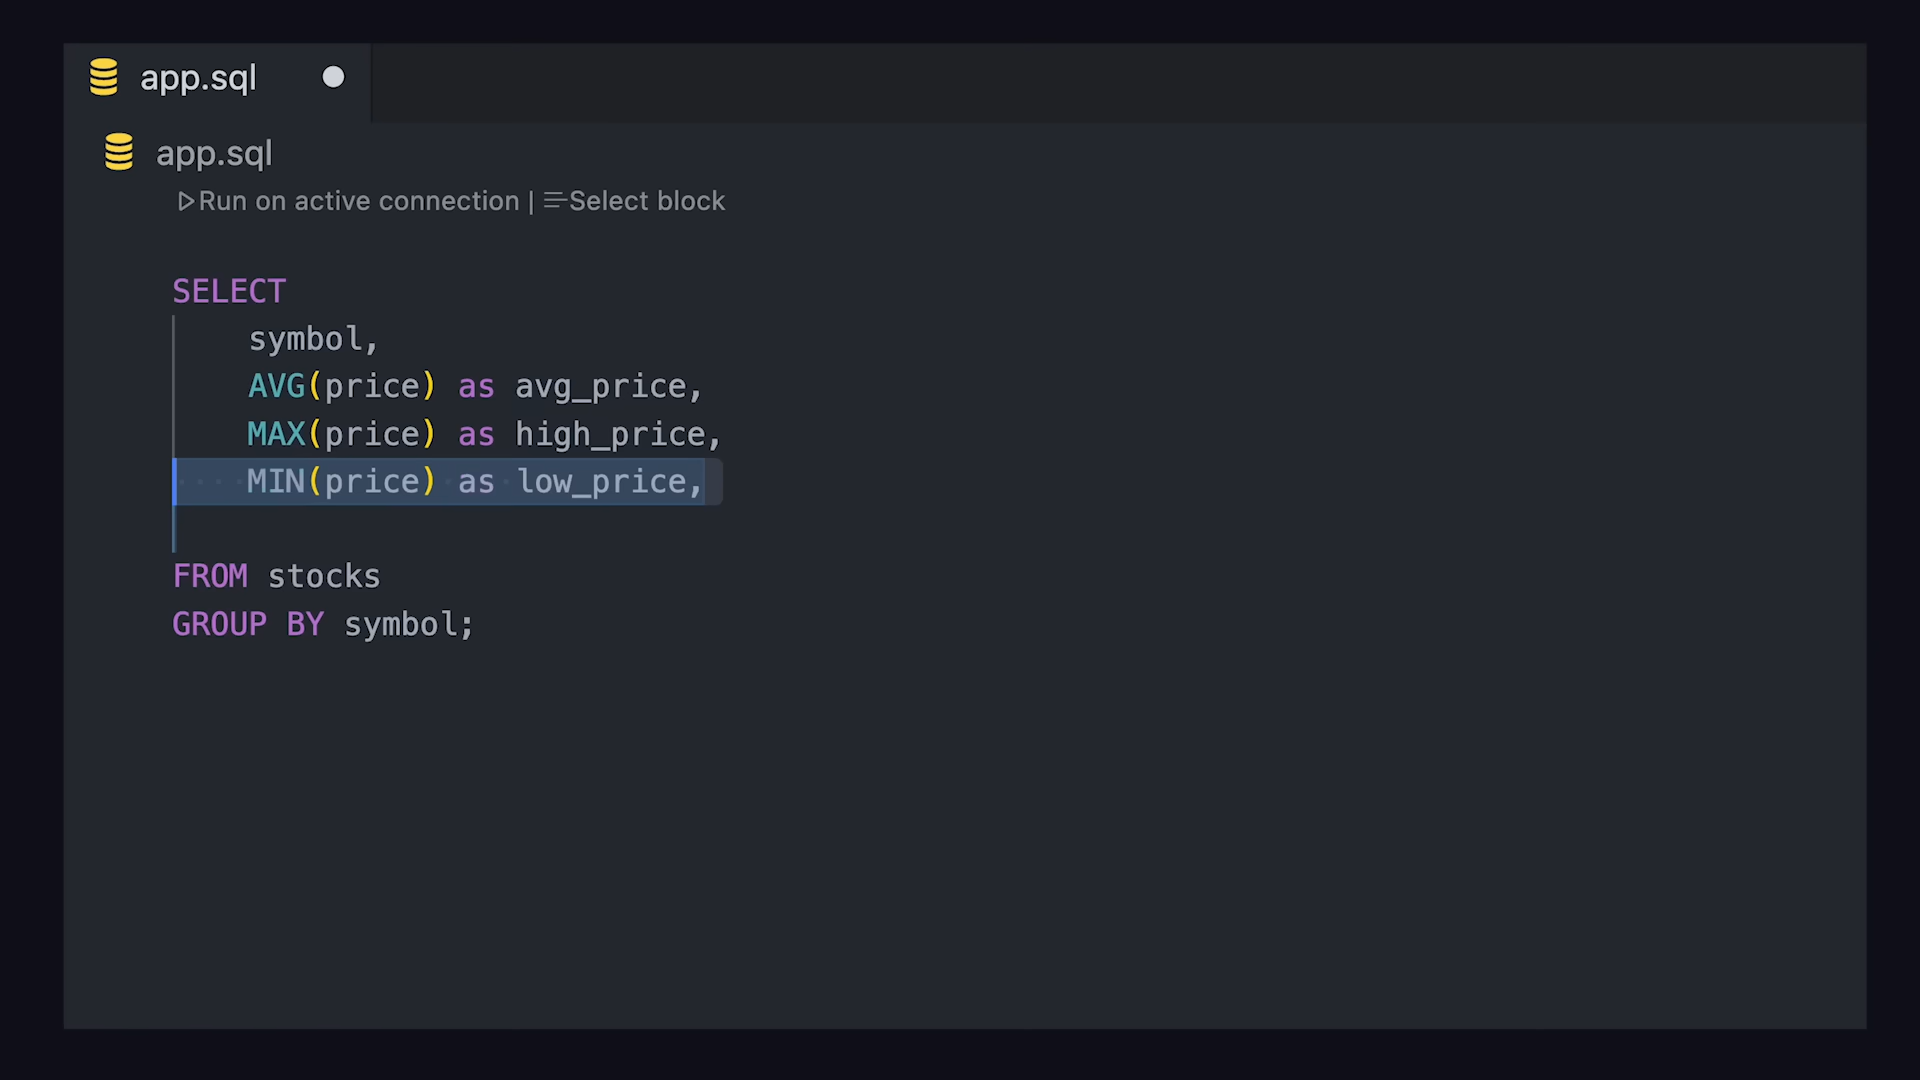 app.sql
app.sql
Run on active connection | Select block
SELECT
symbol,
AVG(price) as avg_price,
MAX(price) as high_price,
MIN(price) as low_price,
FROM stocks
GROUP BY symbol;